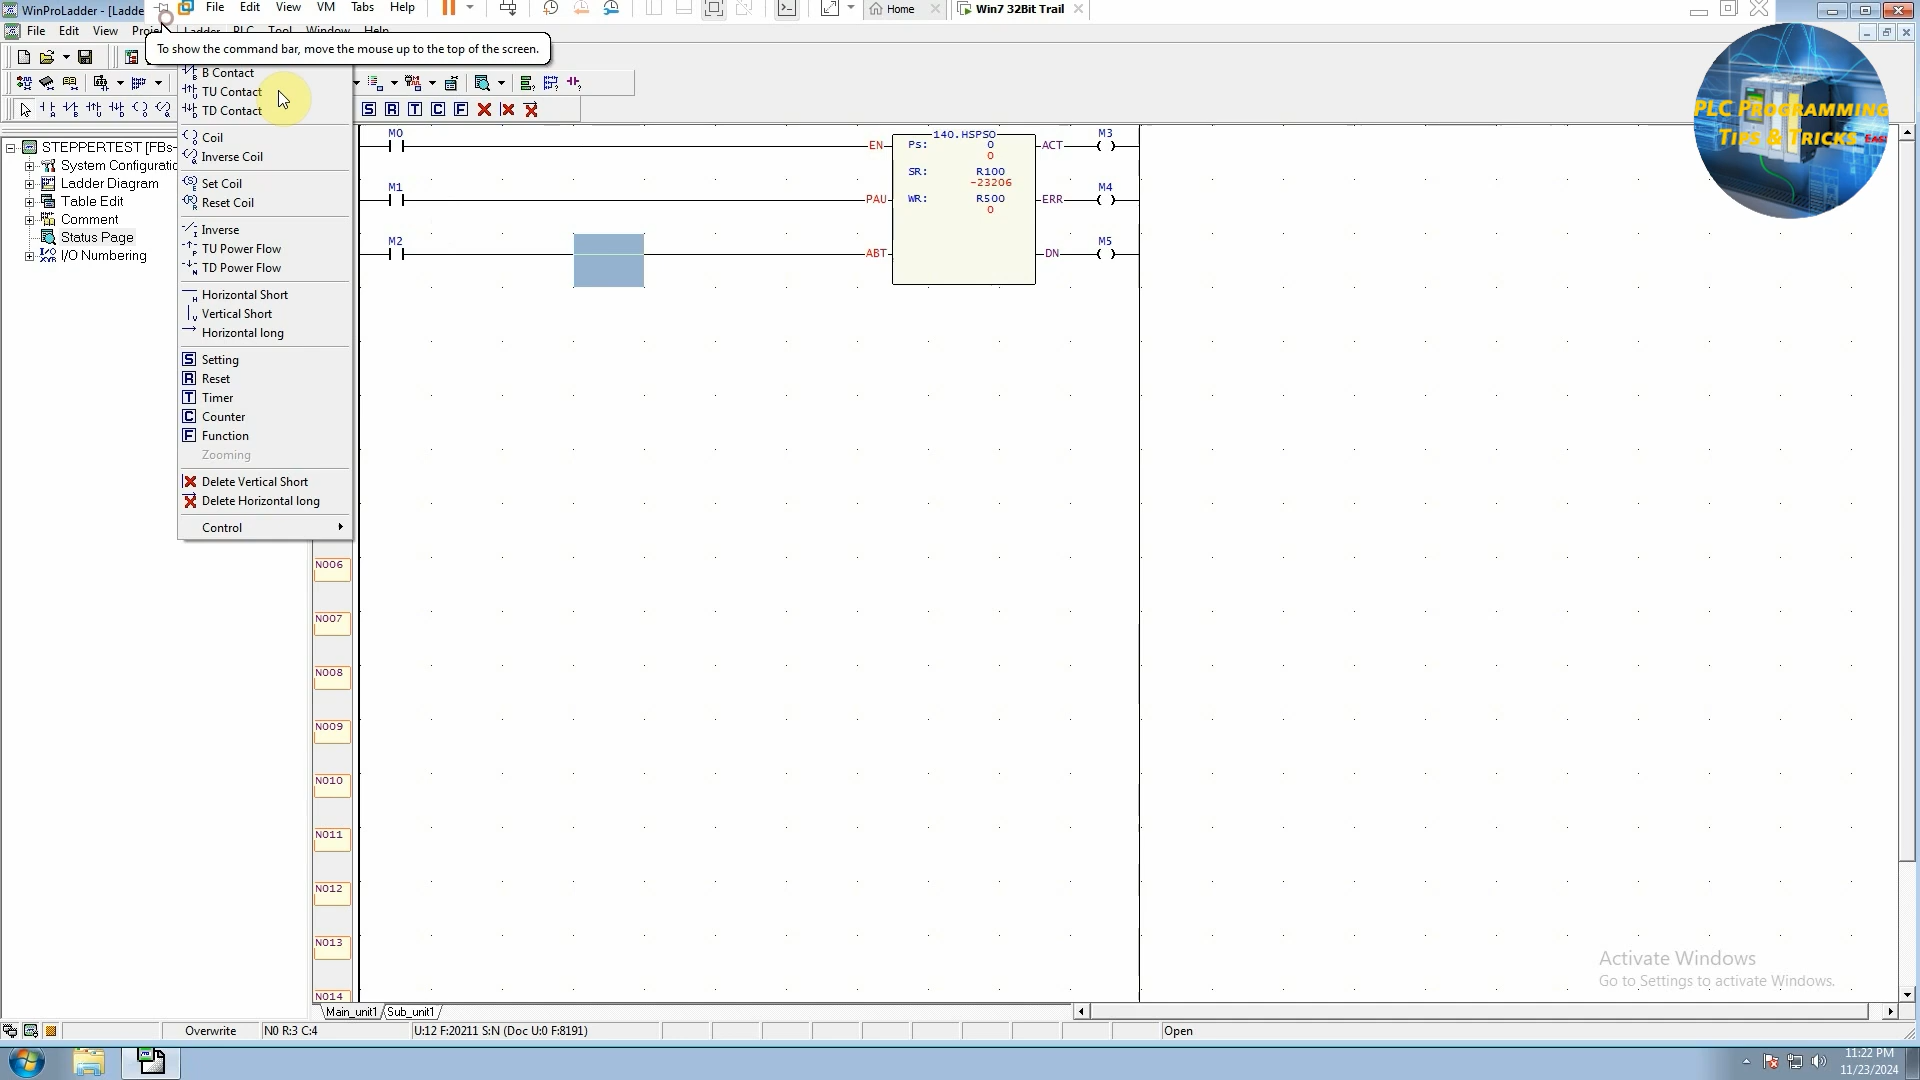 WinProLadder - [Ladde
File Edit View VM Tabs Help
Home
Win7 32Bit Trail
File Edit View Proje Ladder PLC Tool Window Help
To show the command bar, move the mouse up to the top of the screen.
B Contact
TU Contact
TD Contact
Coil
Inverse Coil
Set Coil
Reset Coil
Inverse
TU Power Flow
TD Power Flow
Horizontal Short
Vertical Short
Horizontal long
S Setting
R Reset
T Timer
C Counter
F Function
Zooming
Delete Vertical Short
Delete Horizontal long
Control
S R T C F
STEPPERTEST [FBs-
System Configuratio
Ladder Diagram
Table Edit
Comment
Status Page
I/O Numbering
M0
EN
140.HSPSO
Ps: 0
0
ACT
M3
SR: R100
-23206
M1
PAU
WR: R500
0
ERR
M4
M2
ABT
DN
M5
N006
N007
N008
N009
N010
N011
N012
N013
N014
PLC PROGRAMMING
TIPS & TRICKS EASY
Activate Windows
Go to Settings to activate Windows.
Main_unit1 Sub_unit1
Overwrite
N0 R:3 C:4
U:12 F:20211 S:N (Doc U:0 F:8191)
Open
11:22 PM
11/23/2024